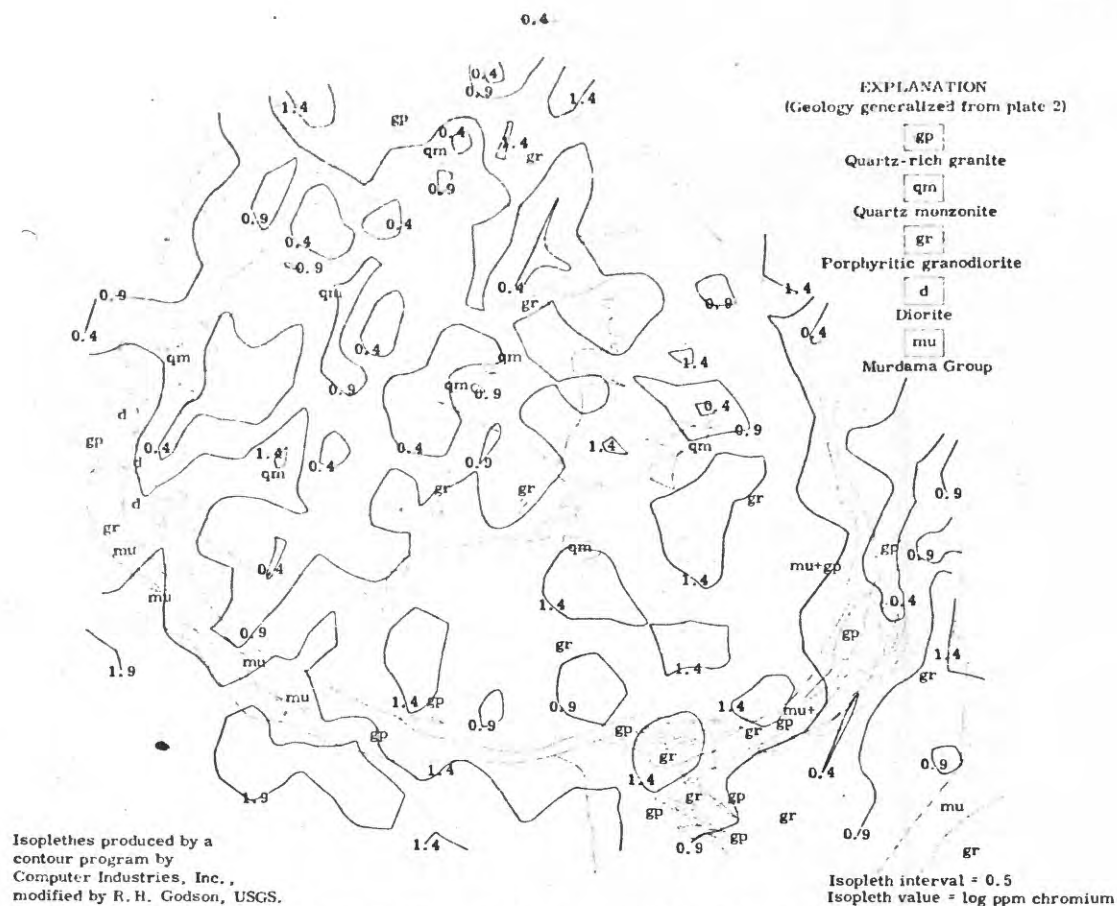 0.4
0.4
0.9
1.4
1.4
EXPLANATION
(Geology generalized from plate 2)
gp
Quartz-rich granite
qm
Quartz monzonite
gr
Porphyritic granodiorite
d
Diorite
mu
Murdama Group
gp
0.4
qm
1.4
gr
0.9
0.9
0.4
0.4
0.9
qm
0.9
0.4
gr
0.9
1.4
0.4
0.4
qm
0.4
qm
1.4
0.9
qm
0.9
0.4
d
0.9
gp
0.4
1.4
0.4
0.4
1.4
qm
d
qm
0.9
gr
gr
gr
0.9
d
gr
mu
qm
gp
0.9
0.4
mu+gp
1.4
mu
1.4
0.4
0.9
gp
gr
mu
1.9
1.4
1.4
gr
mu
1.4
gp
0.9
0.9
1.4
mu+
gp
gp
gp
gr
gr
1.4
1.4
0.4
0.9
1.9
gp
gr
gp
gr
mu
gp
0.9
1.4
0.9
gp
gr
Isoplethes produced by a
contour program by
Computer Industries, Inc.,
modified by R. H. Godson, USGS.
Isopleth interval = 0.5
Isopleth value = log ppm chromium